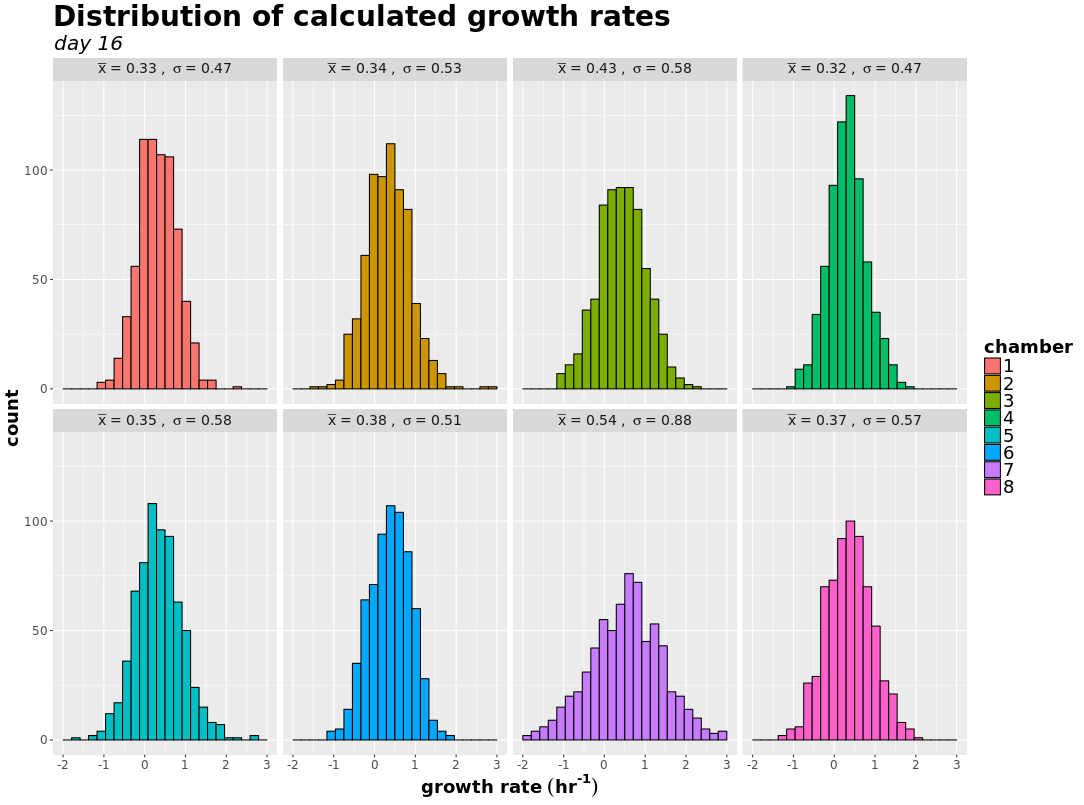 Distribution of calculated growth rates
day 16
x̅ = 0.33 , σ = 0.47
x̅ = 0.34 , σ = 0.53
x̅ = 0.43 , σ = 0.58
x̅ = 0.32 , σ = 0.47
100
50
0
x̅ = 0.35 , σ = 0.58
x̅ = 0.38 , σ = 0.51
x̅ = 0.54 , σ = 0.88
x̅ = 0.37 , σ = 0.57
100
50
0
-2 -1 0 1 2 3
-2 -1 0 1 2 3
-2 -1 0 1 2 3
-2 -1 0 1 2 3
growth rate (hr⁻¹)
count
chamber
1
2
3
4
5
6
7
8